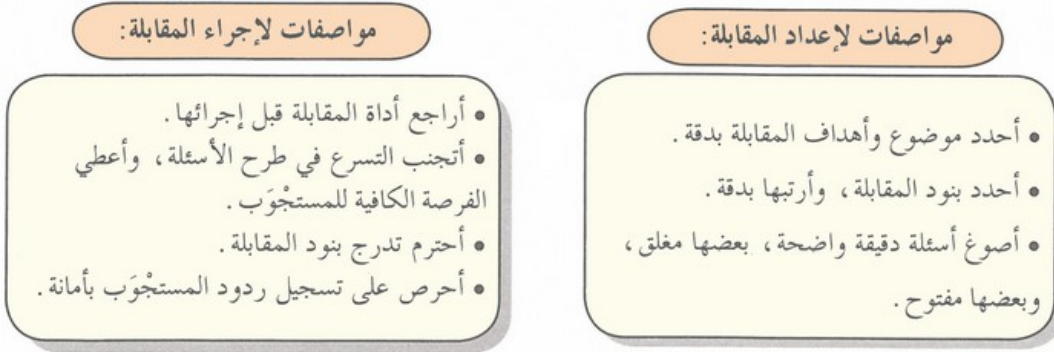 مواصفات لإعداد المقابلة:
• أحدد موضوع وأهداف المقابلة بدقة.
• أحدد بنود المقابلة، وأرتبها بدقة.
• أصوغ أسئلة دقيقة واضحة، بعضها مغلق،
وبعضها مفتوح.
مواصفات لإجراء المقابلة:
• أراجع أداة المقابلة قبل إجرائها.
• أتجنب التسرع في طرح الأسئلة، وأعطي
الفرصة الكافية للمستجْوَب.
• أحترم تدرج بنود المقابلة.
• أحرص على تسجيل ردود المستجْوَب بأمانة.